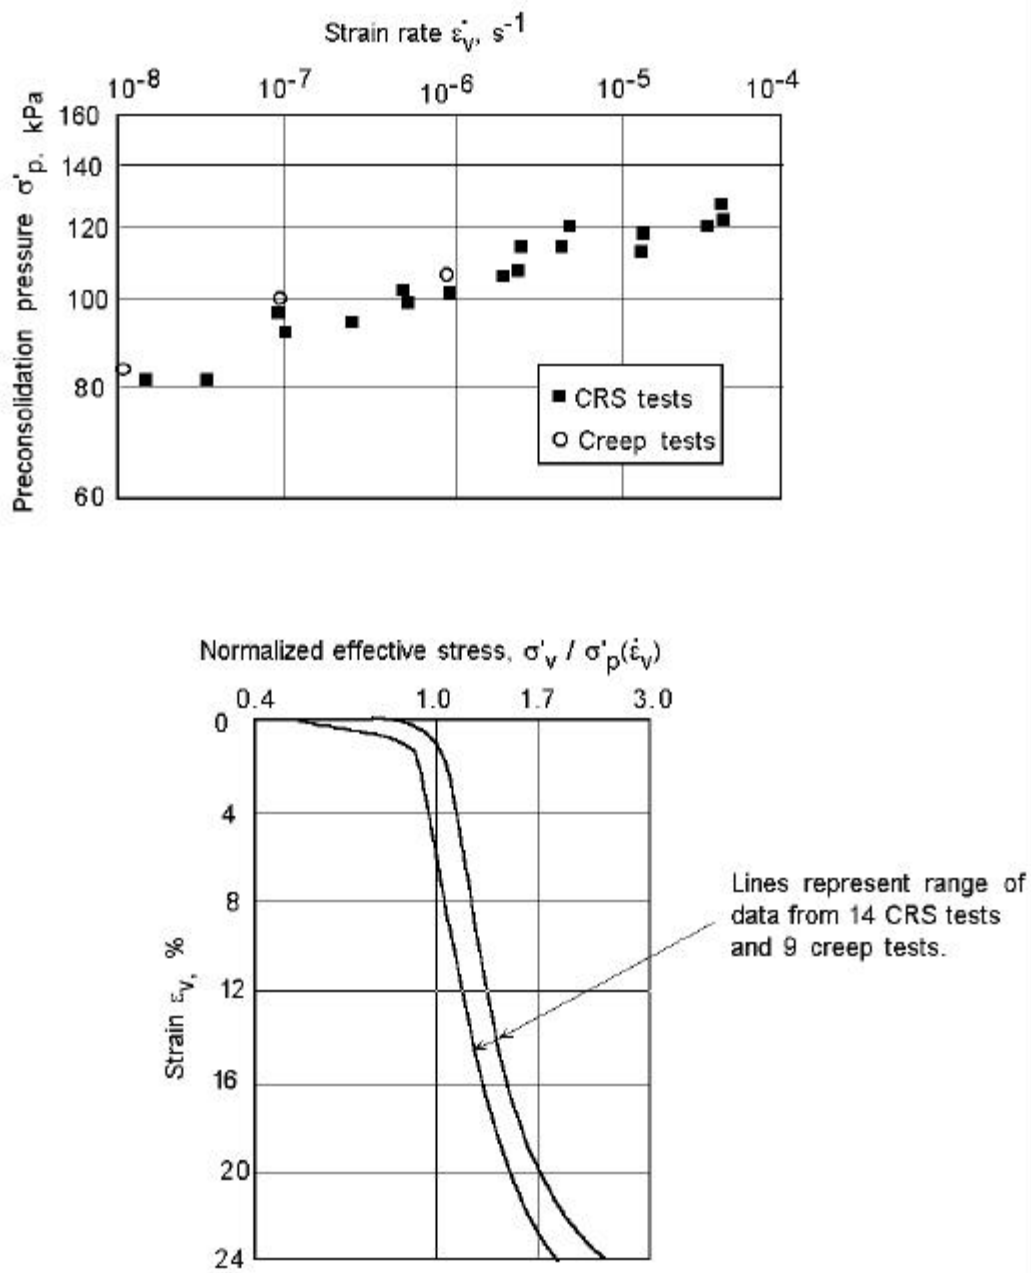 Strain rate ε̇v, s-1
10-8 10-7 10-6 10-5 10-4
Preconsolidation pressure σ'p. kPa
160
140
120
100
80
60
CRS tests
Creep tests
Normalized effective stress, σ'v / σ'p(ε̇v)
0.4 1.0 1.7 3.0
Strain εv, %
0
4
8
12
16
20
24
Lines represent range of
data from 14 CRS tests
and 9 creep tests.